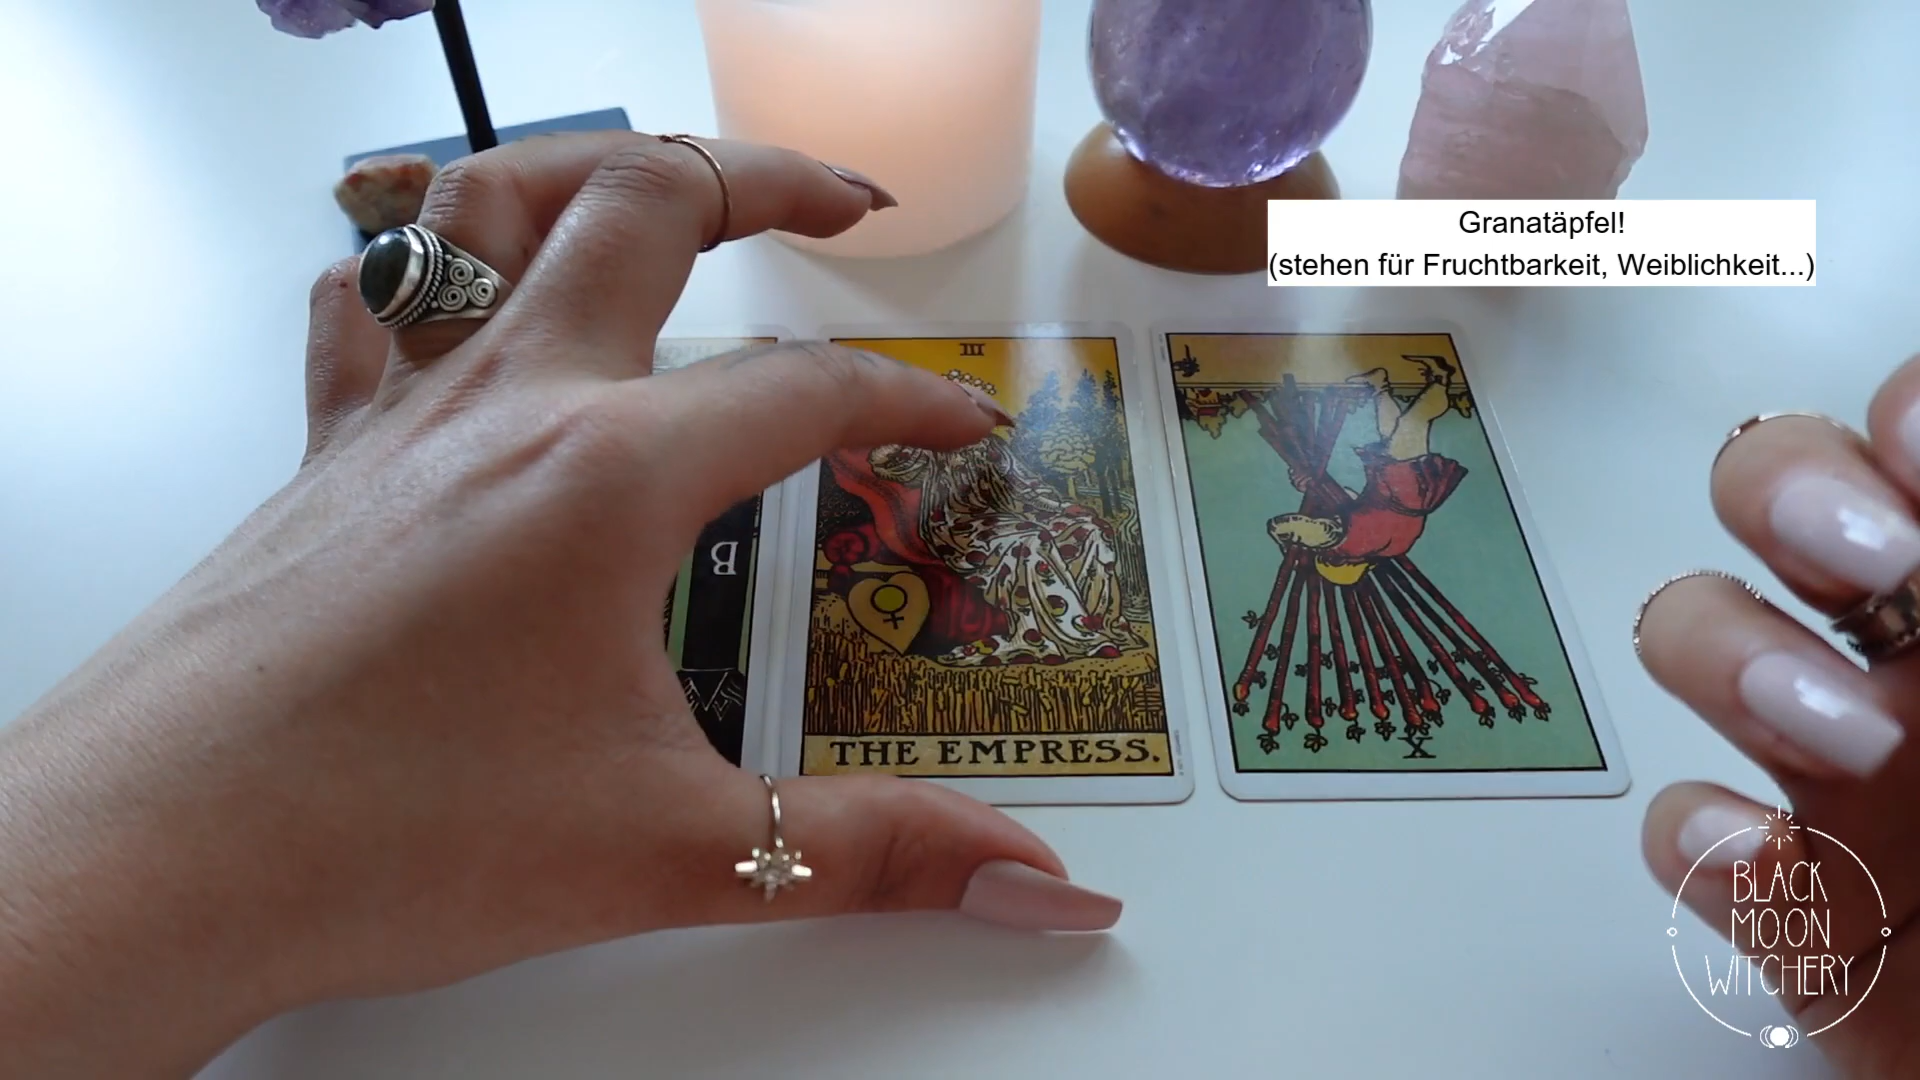 Granatäpfel!
(stehen für Fruchtbarkeit, Weiblichkeit...)
III
B
THE EMPRESS.
X
BLACK
MOON
WITCHERY